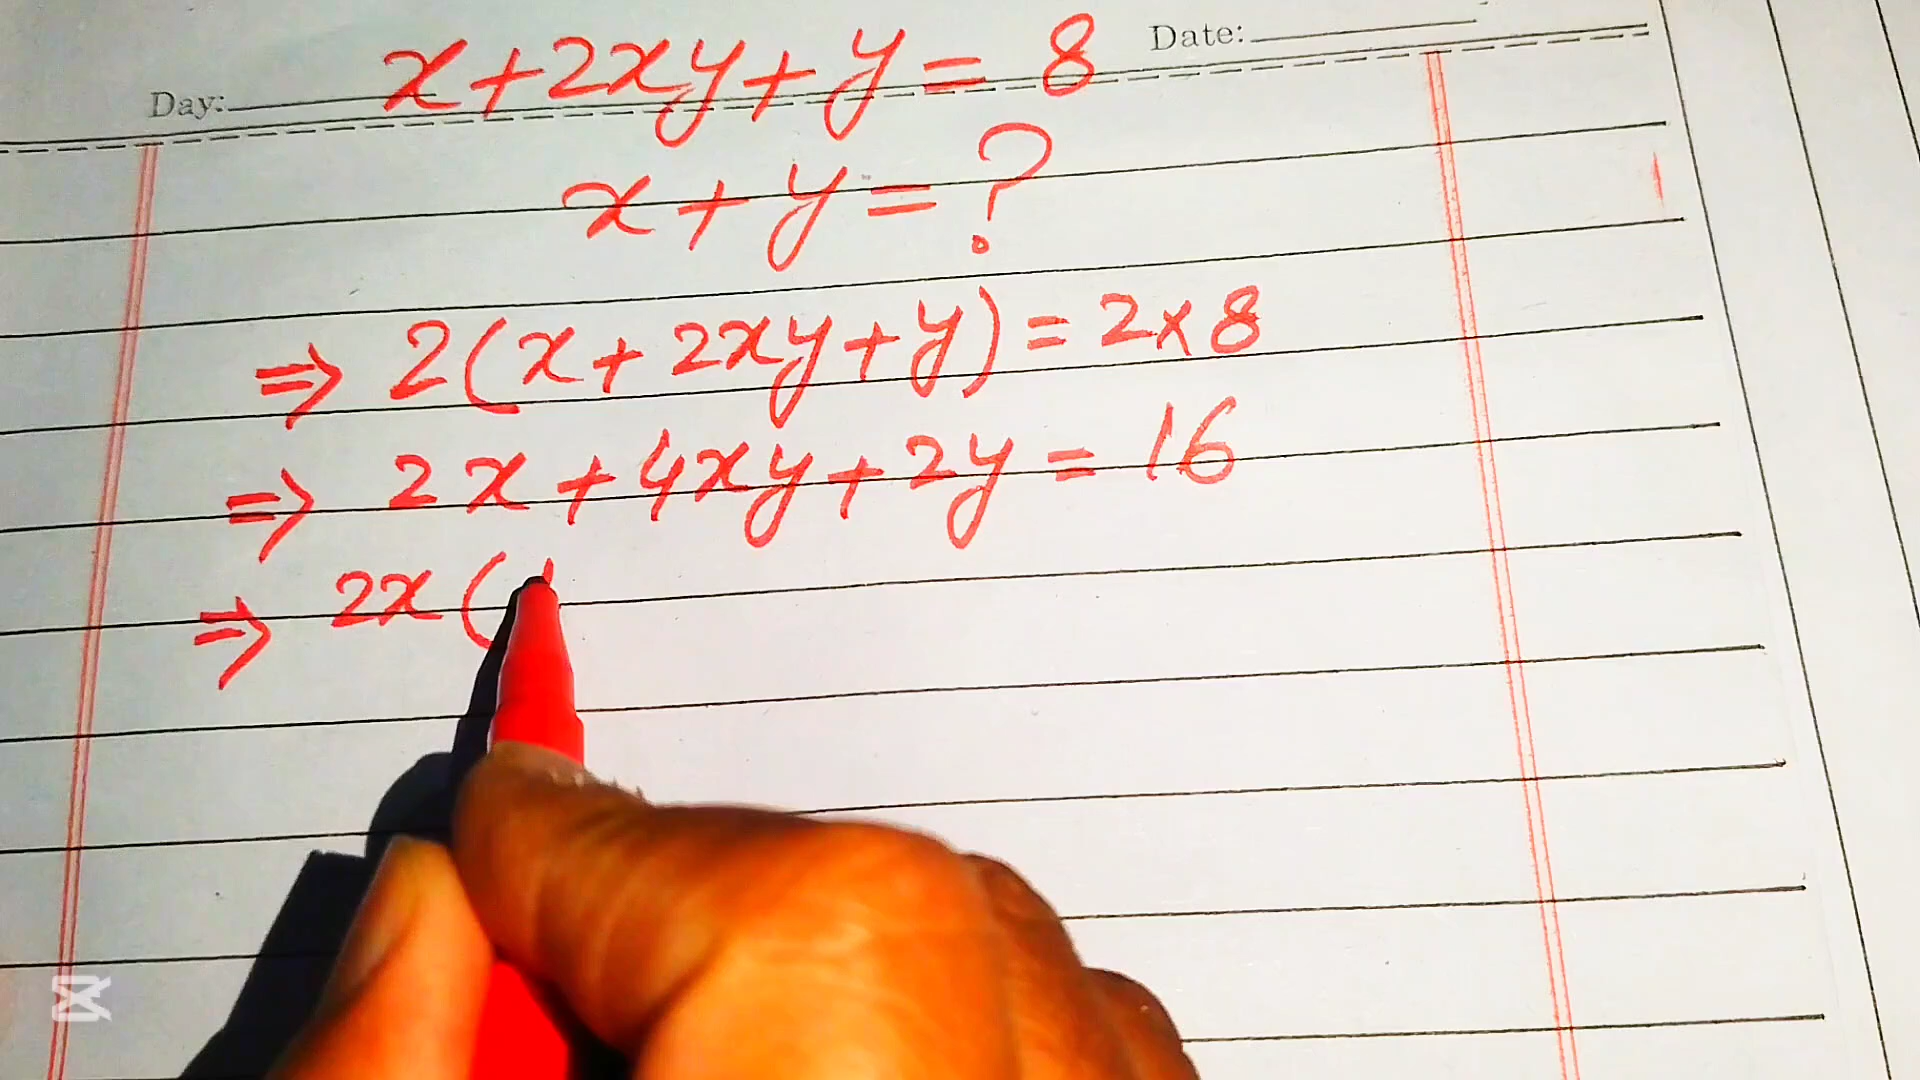 x+2xy+y=8
Date:
Day:
x+y=?
⇒ 2(x+2xy+y)=2×8
⇒ 2x+4xy+2y=16
⇒ 2x(